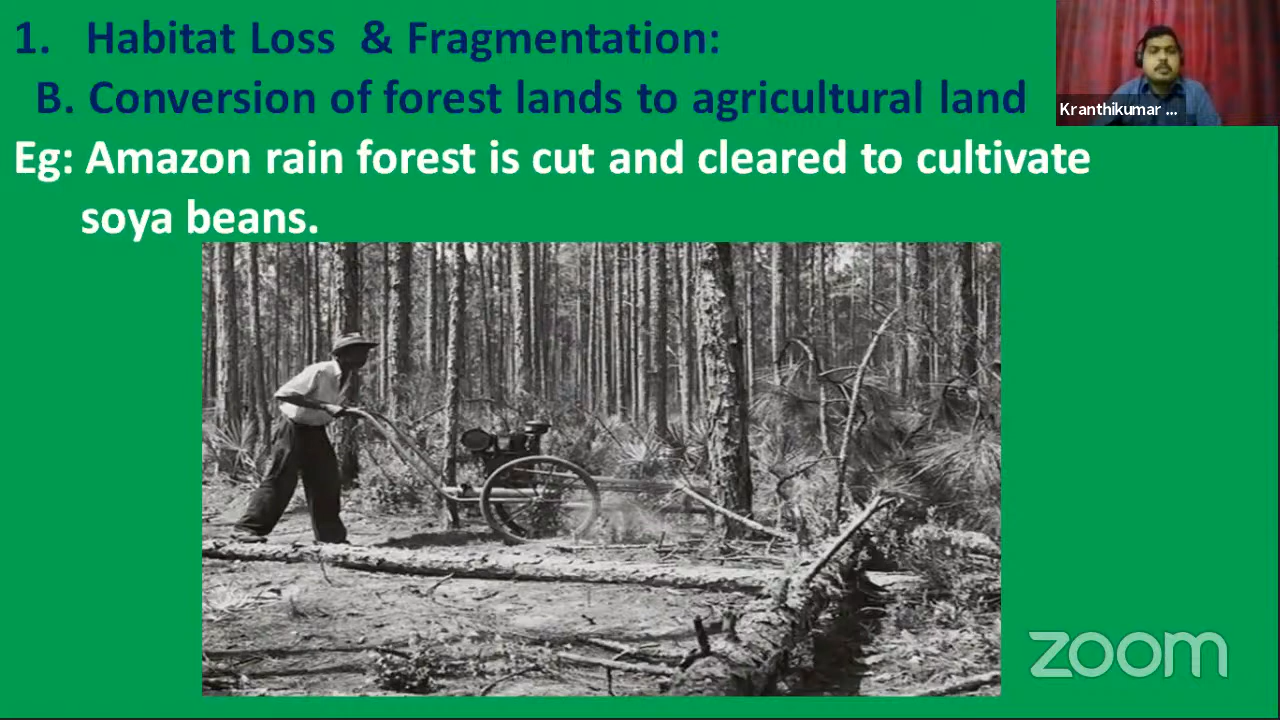 1. Habitat Loss & Fragmentation:
B. Conversion of forest lands to agricultural land
Kranthikumar ...
Eg: Amazon rain forest is cut and cleared to cultivate
soya beans.
zoom